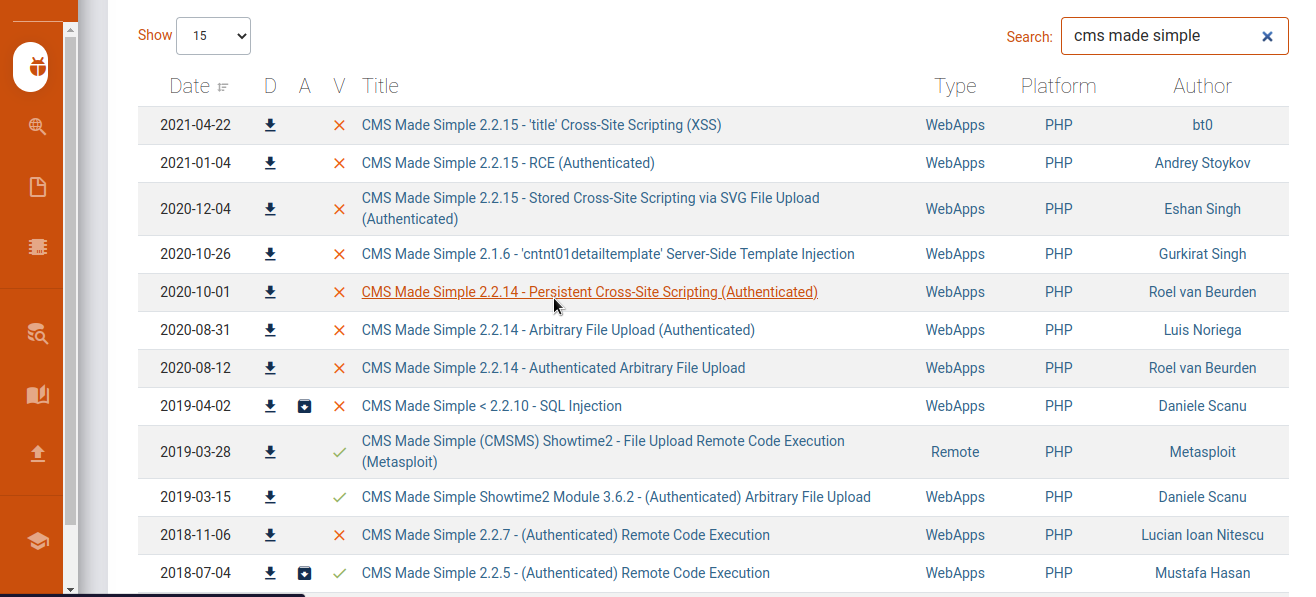 Show 15 Search: cms made simple
Date D A V Title Type Platform Author
2021-04-22 CMS Made Simple 2.2.15 - 'title' Cross-Site Scripting (XSS) WebApps PHP bt0
2021-01-04 CMS Made Simple 2.2.15 - RCE (Authenticated) WebApps PHP Andrey Stoykov
2020-12-04 CMS Made Simple 2.2.15 - Stored Cross-Site Scripting via SVG File Upload
(Authenticated) WebApps PHP Eshan Singh
2020-10-26 CMS Made Simple 2.1.6 - 'cntnt01detailtemplate' Server-Side Template Injection WebApps PHP Gurkirat Singh
2020-10-01 CMS Made Simple 2.2.14 - Persistent Cross-Site Scripting (Authenticated) WebApps PHP Roel van Beurden
2020-08-31 CMS Made Simple 2.2.14 - Arbitrary File Upload (Authenticated) WebApps PHP Luis Noriega
2020-08-12 CMS Made Simple 2.2.14 - Authenticated Arbitrary File Upload WebApps PHP Roel van Beurden
2019-04-02 CMS Made Simple < 2.2.10 - SQL Injection WebApps PHP Daniele Scanu
2019-03-28 CMS Made Simple (CMSMS) Showtime2 - File Upload Remote Code Execution
(Metasploit) Remote PHP Metasploit
2019-03-15 CMS Made Simple Showtime2 Module 3.6.2 - (Authenticated) Arbitrary File Upload WebApps PHP Daniele Scanu
2018-11-06 CMS Made Simple 2.2.7 - (Authenticated) Remote Code Execution WebApps PHP Lucian Ioan Nitescu
2018-07-04 CMS Made Simple 2.2.5 - (Authenticated) Remote Code Execution WebApps PHP Mustafa Hasan